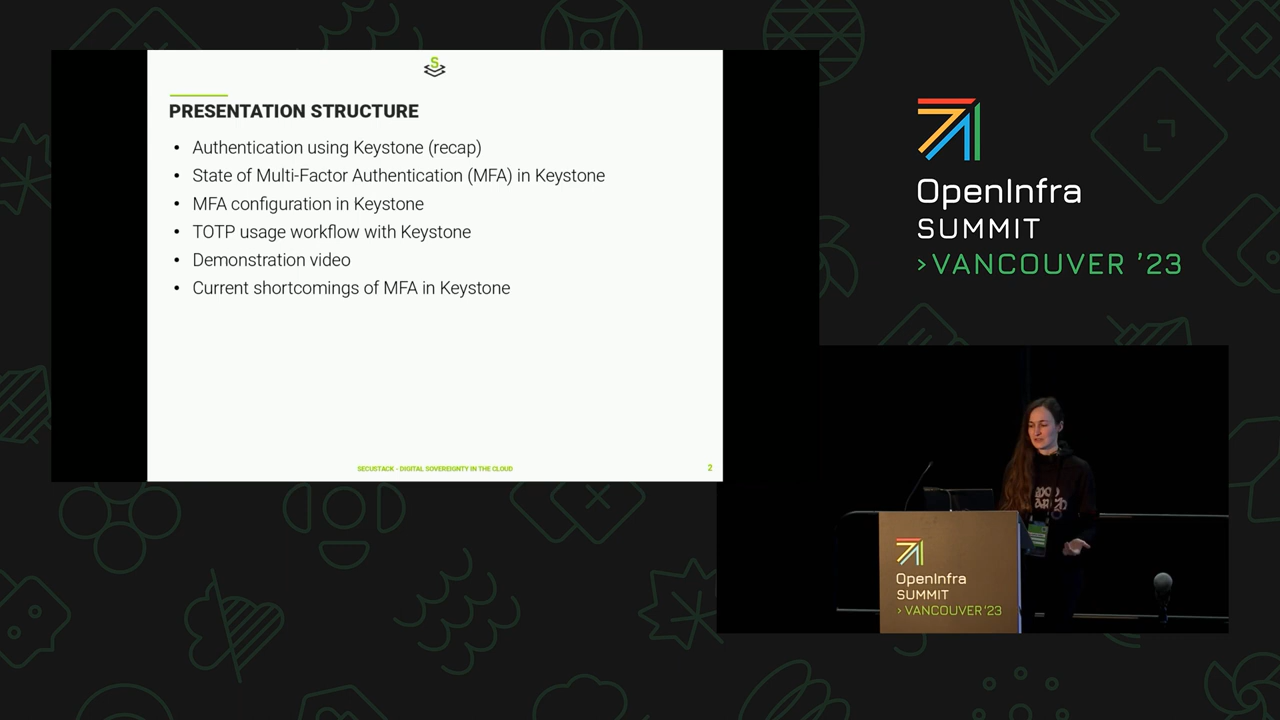 S
PRESENTATION STRUCTURE
• Authentication using Keystone (recap)
• State of Multi-Factor Authentication (MFA) in Keystone
• MFA configuration in Keystone
• TOTP usage workflow with Keystone
• Demonstration video
• Current shortcomings of MFA in Keystone
SECUSTACK - DIGITAL SOVEREIGNTY IN THE CLOUD
2
OpenInfra
SUMMIT
>VANCOUVER '23
OpenInfra
SUMMIT
>VANCOUVER '23